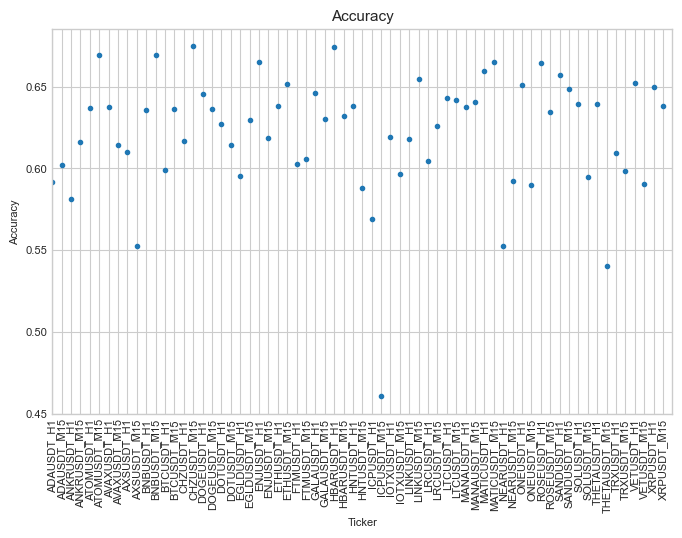 Accuracy
Accuracy
0.65
0.60
0.55
0.50
0.45
ADAUSDT_H1
ADAUSDT_M15
ANKRUSDT_H1
ANKRUSDT_M15
ATOMUSDT_H1
ATOMUSDT_M15
AVAXUSDT_H1
AVAXUSDT_M15
AXSUSDT_H1
AXSUSDT_M15
BNBUSDT_H1
BNBUSDT_M15
BTCUSDT_H1
BTCUSDT_M15
CHZUSDT_H1
CHZUSDT_M15
DOGEUSDT_H1
DOGEUSDT_M15
DOTUSDT_H1
DOTUSDT_M15
EGLDUSDT_H1
EGLDUSDT_M15
ENJUSDT_H1
ENJUSDT_M15
ETHUSDT_H1
ETHUSDT_M15
FTMUSDT_H1
FTMUSDT_M15
GALAUSDT_H1
GALAUSDT_M15
HBARUSDT_H1
HBARUSDT_M15
HNTUSDT_H1
HNTUSDT_M15
ICPUSDT_H1
ICPUSDT_M15
IOTXUSDT_H1
IOTXUSDT_M15
LINKUSDT_H1
LINKUSDT_M15
LRCUSDT_H1
LRCUSDT_M15
LTCUSDT_H1
LTCUSDT_M15
MANAUSDT_H1
MANAUSDT_M15
MATICUSDT_H1
MATICUSDT_M15
NEARUSDT_H1
NEARUSDT_M15
ONEUSDT_H1
ONEUSDT_M15
ROSEUSDT_H1
ROSEUSDT_M15
SANDUSDT_H1
SANDUSDT_M15
SOLUSDT_H1
SOLUSDT_M15
THETAUSDT_H1
THETAUSDT_M15
TRXUSDT_H1
TRXUSDT_M15
VETUSDT_H1
VETUSDT_M15
XRPUSDT_H1
XRPUSDT_M15
Ticker